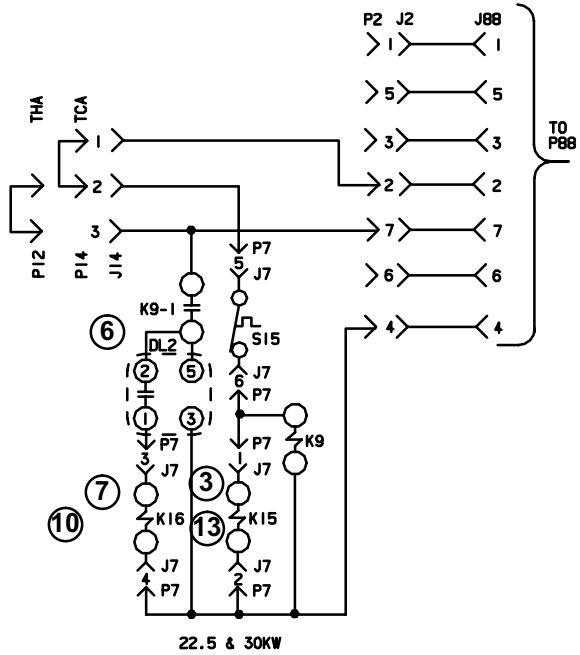 P2 J2 J88
1 1
5 5
3 3
2 2
7 7
6 6
4 4
TO
P88
THA
TCA
1
2
3
P12
P14
J14
P7
5
J7
K9-1
6
DL2
S15
2
5
J7
6
P7
1
3
P7
3
J7
P7
1
J7
K9
7
3
10
K16
13
K15
J7
4
P7
J7
2
P7
22.5 & 30KW